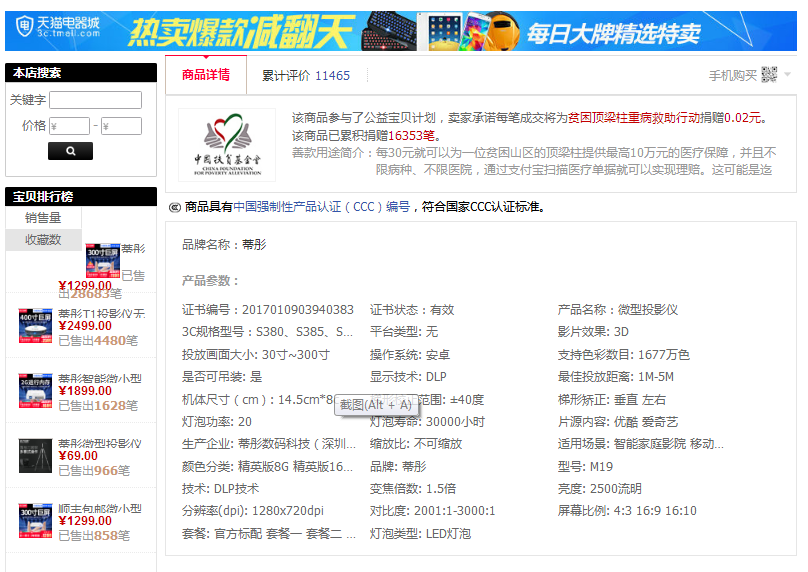 天猫电器城
3c.tmall.com
热卖爆款减翻天
每日大牌精选特卖
本店搜索
关键字
价格 ¥ - ¥
宝贝排行榜
销售量
收藏数
蒂彤
300寸巨屏
已售
¥1299.00
出28683笔
400寸巨屏
蒂彤T1投影仪无
¥2499.00
已售出4480笔
2G运行内存
蒂彤智能微小型
¥1899.00
已售出1628笔
蒂彤微型投影仪
¥69.00
已售出966笔
300寸巨屏
顺丰包邮微小型
¥1299.00
已售出858笔
商品详情
累计评价 11465
手机购买
中国扶贫基金会
CHINA FOUNDATION
FOR POVERTY ALLEVIATION
该商品参与了公益宝贝计划，卖家承诺每笔成交将为贫困顶梁柱重病救助行动捐赠0.02元。
该商品已累积捐赠16353笔。
善款用途简介：每30元就可以为一位贫困山区的顶梁柱提供最高10万元的医疗保障，并且不
限病种、不限医院，通过支付宝扫描医疗单据就可以实现理赔。这可能是迄
商品具有中国强制性产品认证（CCC）编号，符合国家CCC认证标准。
品牌名称：蒂彤
产品参数：
证书编号：2017010903940383 证书状态：有效 产品名称：微型投影仪
3C规格型号：S380、S385、S... 平台类型: 无 影片效果: 3D
投放画面大小: 30寸~300寸 操作系统: 安卓 支持色彩数目: 1677万色
是否可吊装: 是 显示技术: DLP 最佳投放距离: 1M-5M
机体尺寸（cm）: 14.5cm*8 范围: ±40度 梯形矫正: 垂直 左右
截图(Alt + A)
灯泡功率: 20 灯泡寿命: 30000小时 片源内容: 优酷 爱奇艺
生产企业: 蒂彤数码科技（深圳... 缩放比: 不可缩放 适用场景: 智能家庭影院 移动...
颜色分类: 精英版8G 精英版16... 品牌: 蒂彤 型号: M19
技术: DLP技术 变焦倍数: 1.5倍 亮度: 2500流明
分辨率(dpi): 1280x720dpi 对比度: 2001:1-3000:1 屏幕比例: 4:3 16:9 16:10
套餐: 官方标配 套餐一 套餐二 ... 灯泡类型: LED灯泡